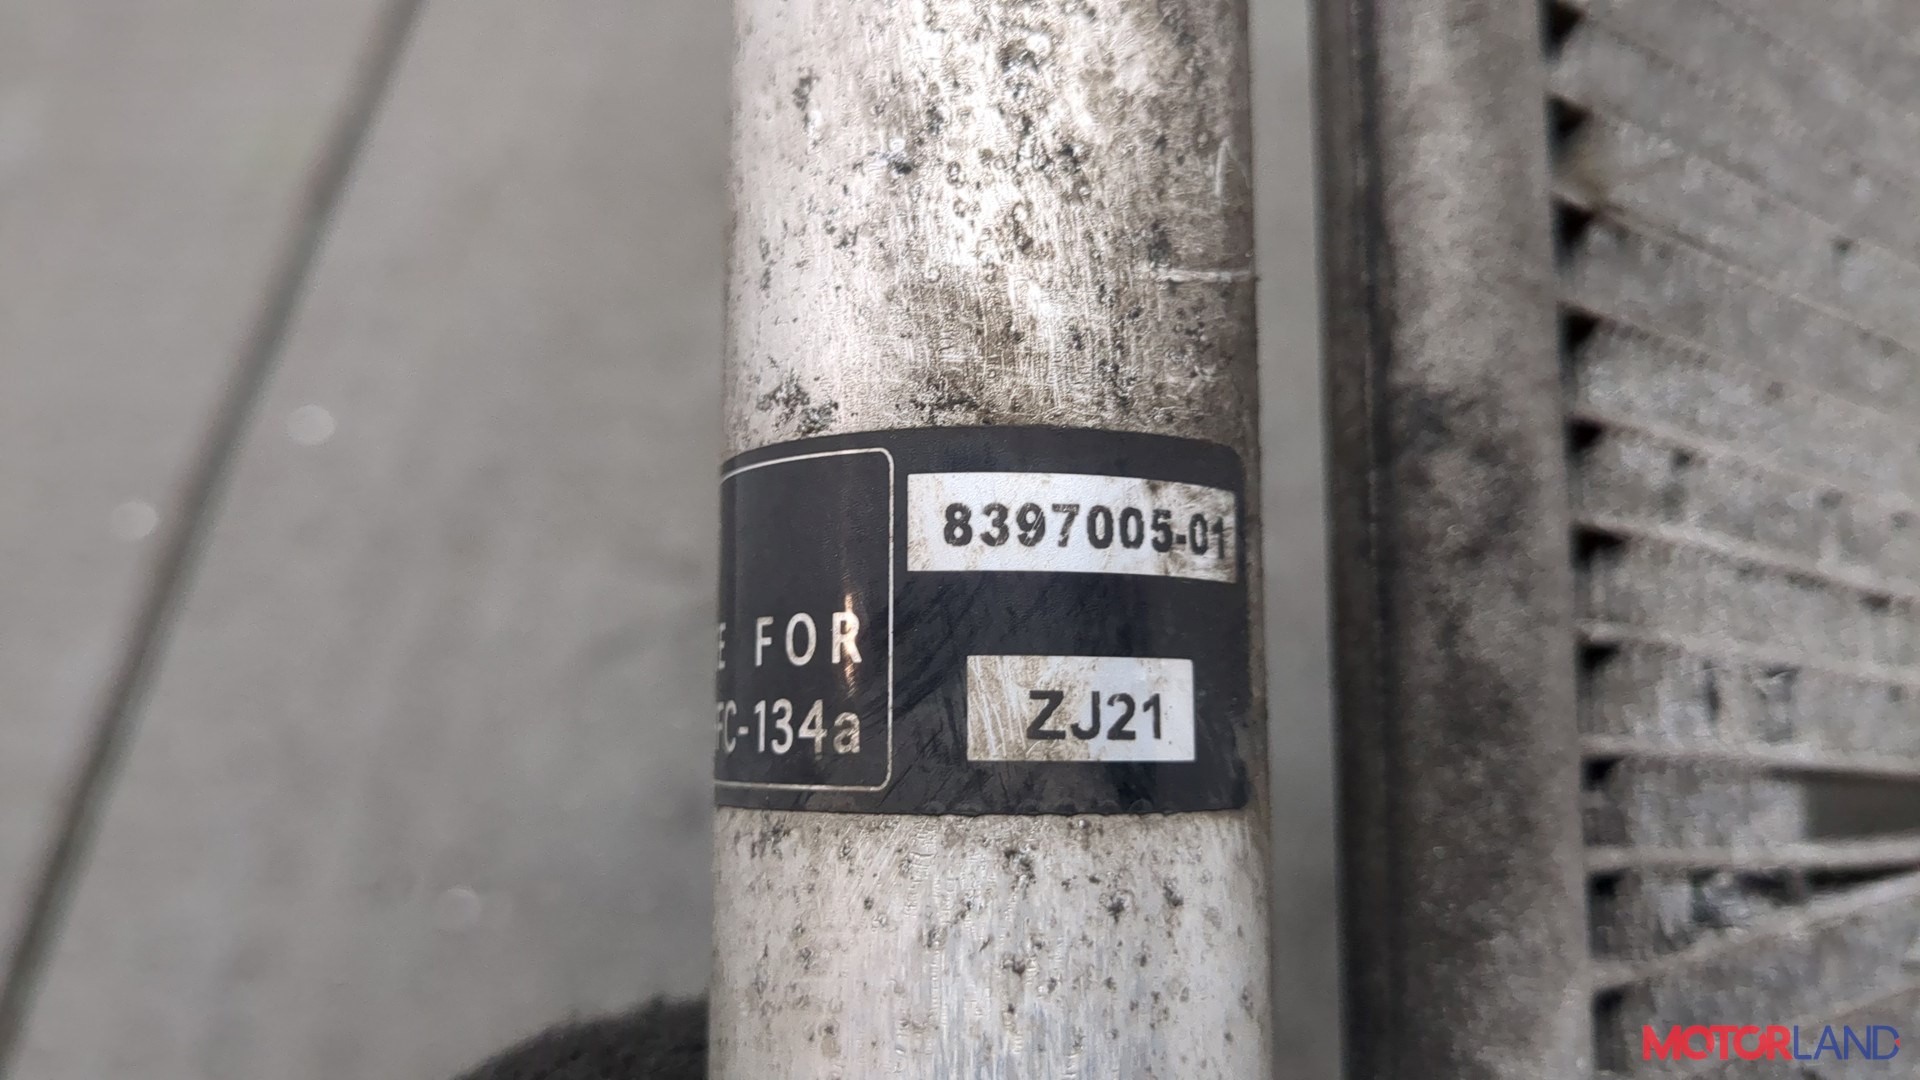 E FOR
FC-134a
8397005-01
ZJ21
MOTORLAND